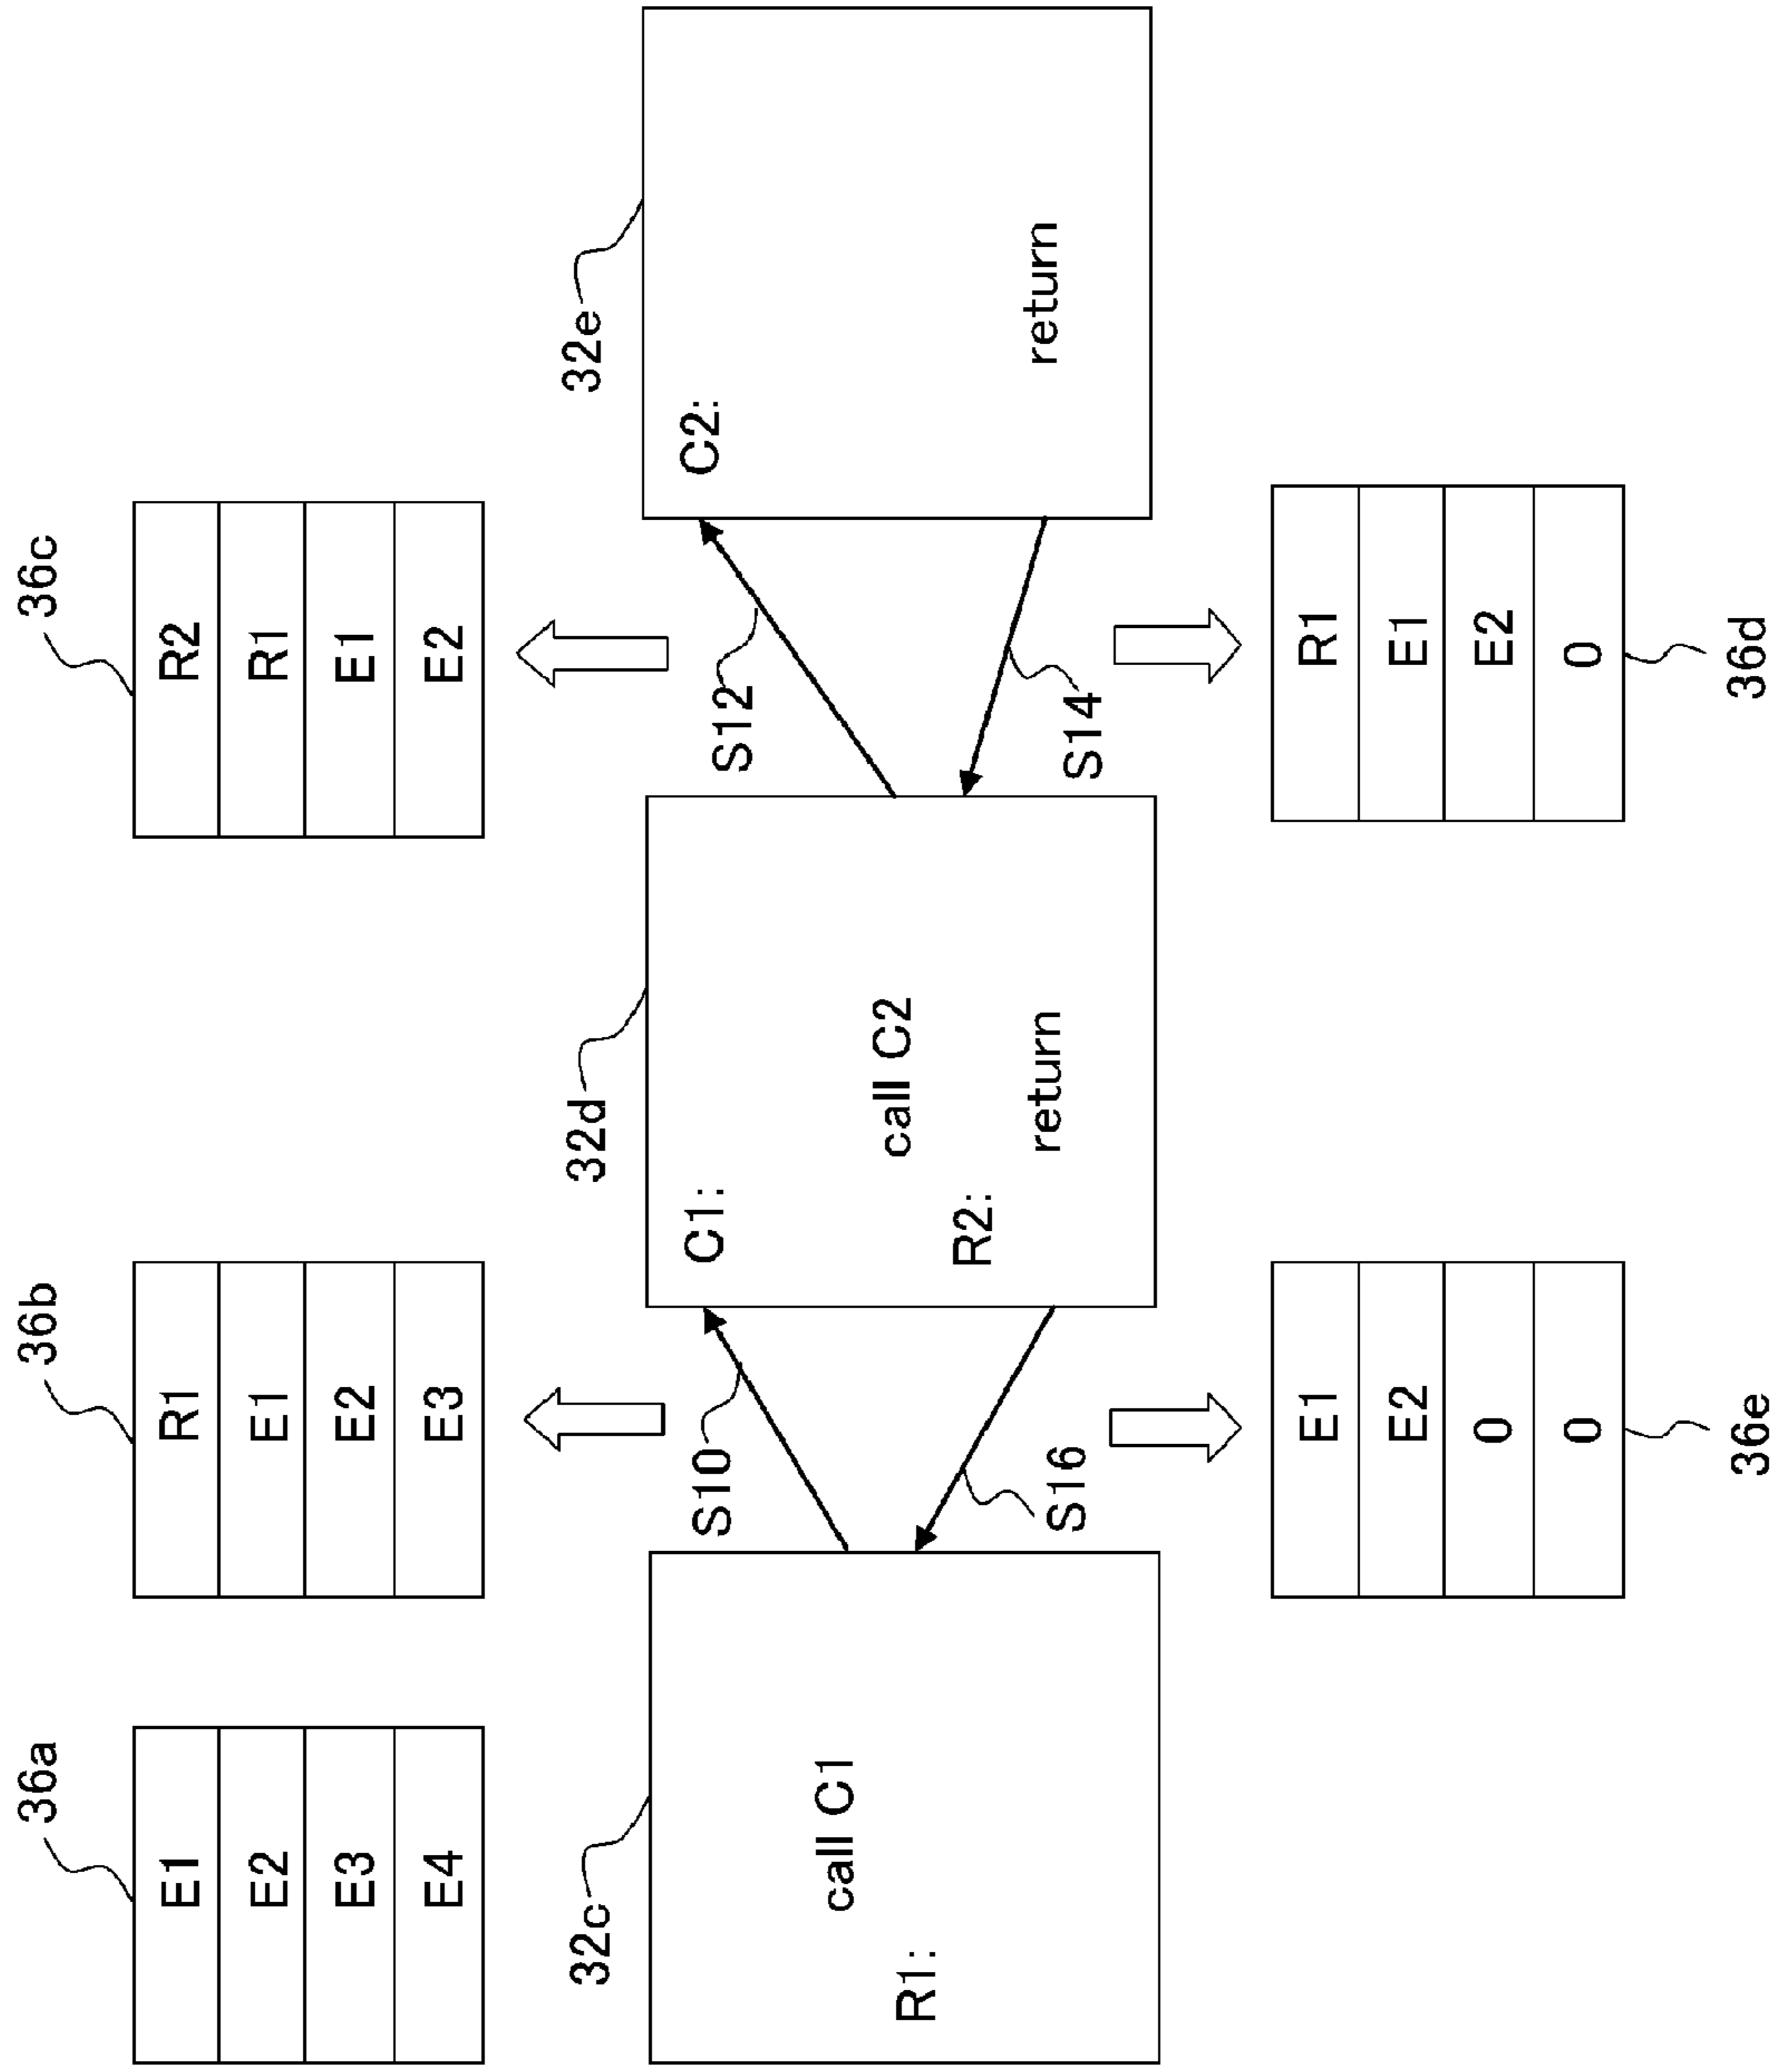 36a
E1
E2
E3
E4
36b
R1
E1
E2
E3
36c
R2
R1
E1
E2
32c
call C1
R1:
S10
S16
32d
C1:
call C2
R2:
return
S12
S14
32e
C2:
return
E1
E2
0
0
36e
R1
E1
E2
0
36d